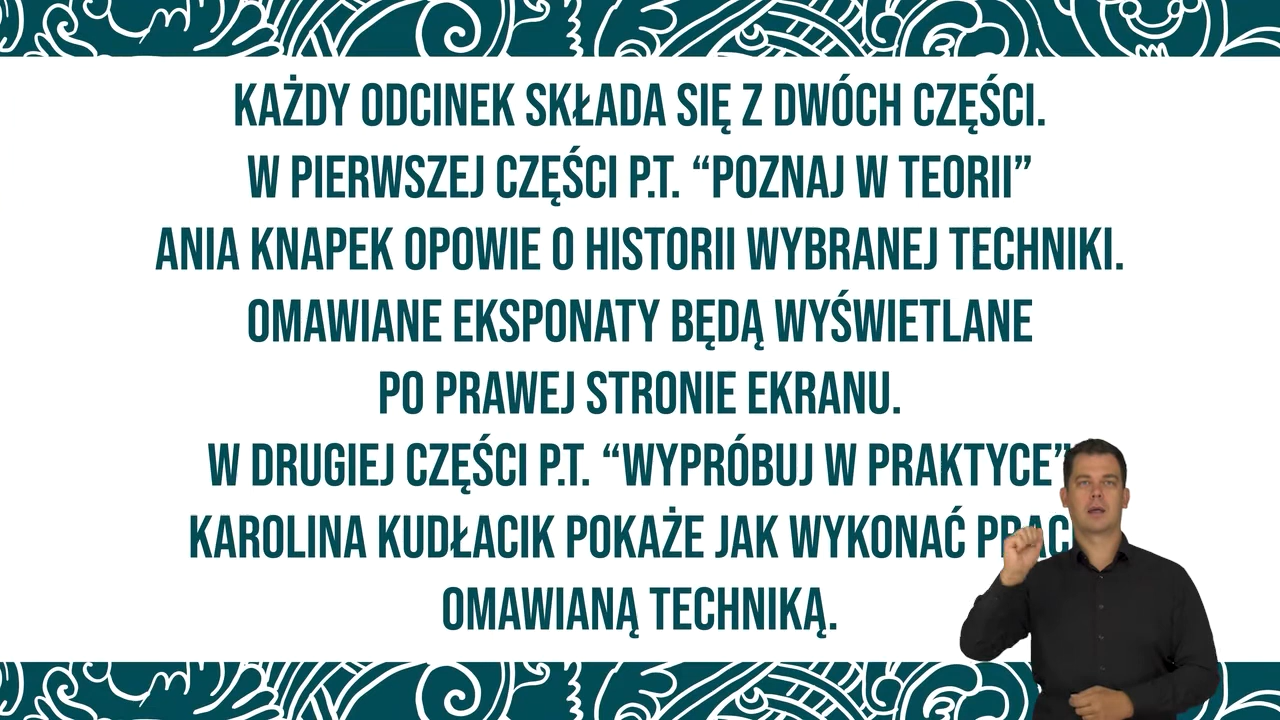 KAŻDY ODCINEK SKŁADA SIĘ Z DWÓCH CZĘŚCI.
W PIERWSZEJ CZĘŚCI P.T. “POZNAJ W TEORII”
ANIA KNAPEK OPOWIE O HISTORII WYBRANEJ TECHNIKI.
OMAWIANE EKSPONATY BĘDĄ WYŚWIETLANE
PO PRAWEJ STRONIE EKRANU.
W DRUGIEJ CZĘŚCI P.T. “WYPRÓBUJ W PRAKTYCE”
KAROLINA KUDŁACIK POKAŻE JAK WYKONAĆ
OMAWIANĄ TECHNIKĄ.